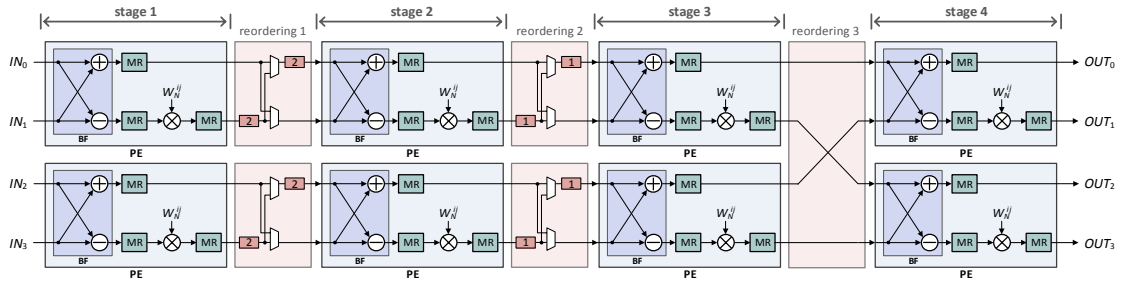 stage 1 stage 2 stage 3 stage 4
reordering 1 reordering 2 reordering 3
IN0 MR 2 MR 1 MR MR OUT0
W_N^ij W_N^ij W_N^ij W_N^ij
IN1 MR MR 2 MR MR 1 MR MR MR MR OUT1
BF BF BF BF
PE PE PE PE
IN2 MR 2 MR 1 MR MR OUT2
W_N^ij W_N^ij W_N^ij W_N^ij
IN3 MR MR 2 MR MR 1 MR MR MR MR OUT3
BF BF BF BF
PE PE PE PE